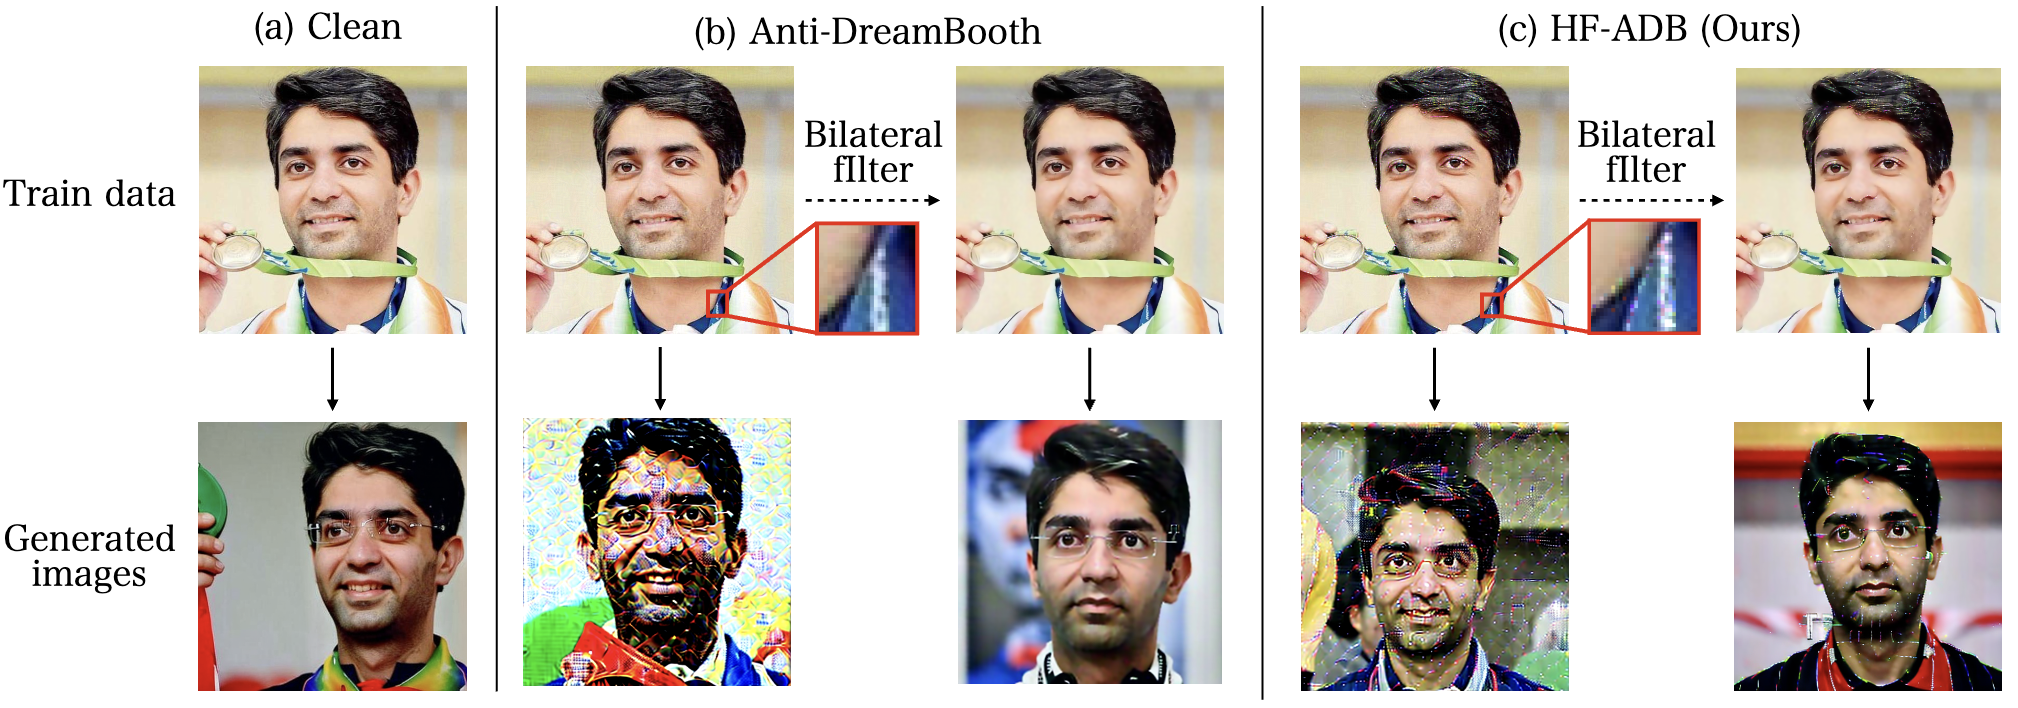 (a) Clean
(b) Anti-DreamBooth
(c) HF-ADB (Ours)
Train data
Bilateral
fIlter
Bilateral
fIlter
Generated
images